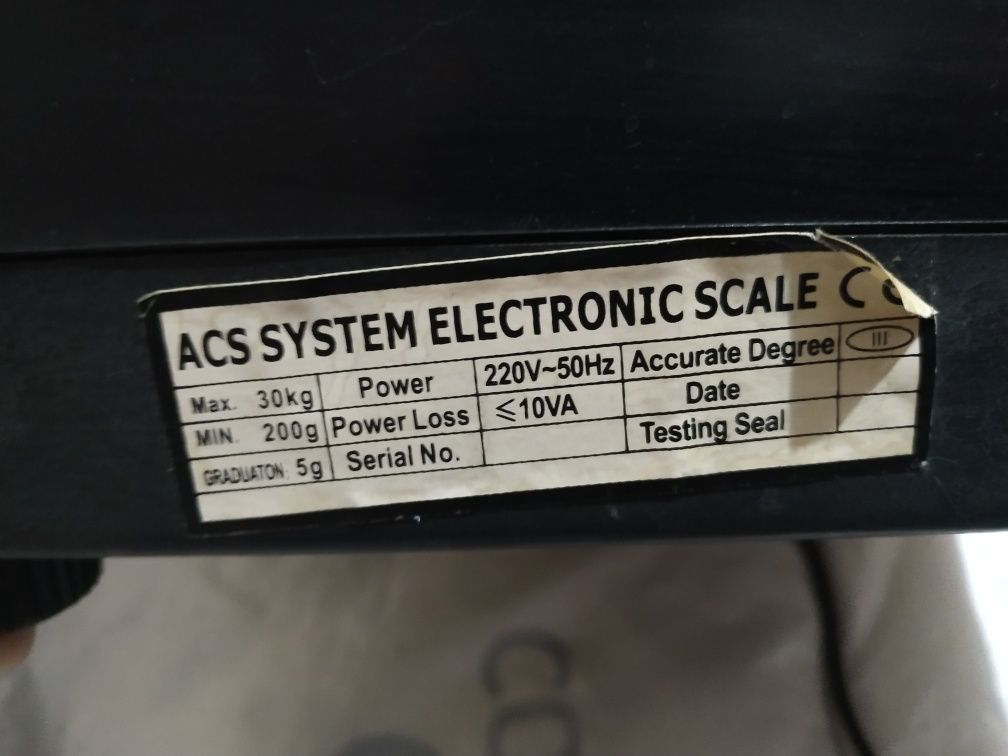 ACS SYSTEM ELECTRONIC SCALE CE
Max. 30kg Power 220V~50Hz Accurate Degree III
MIN. 200g Power Loss ≤10VA Date
GRADUATON 5g Serial No. Testing Seal